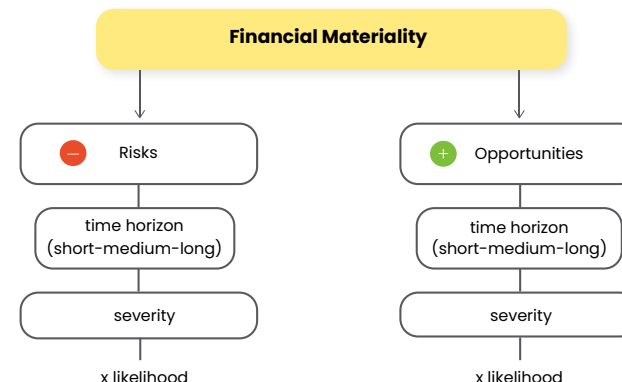 Financial Materiality
Risks
Opportunities
time horizon
(short-medium-long)
time horizon
(short-medium-long)
severity
severity
x likelihood
x likelihood